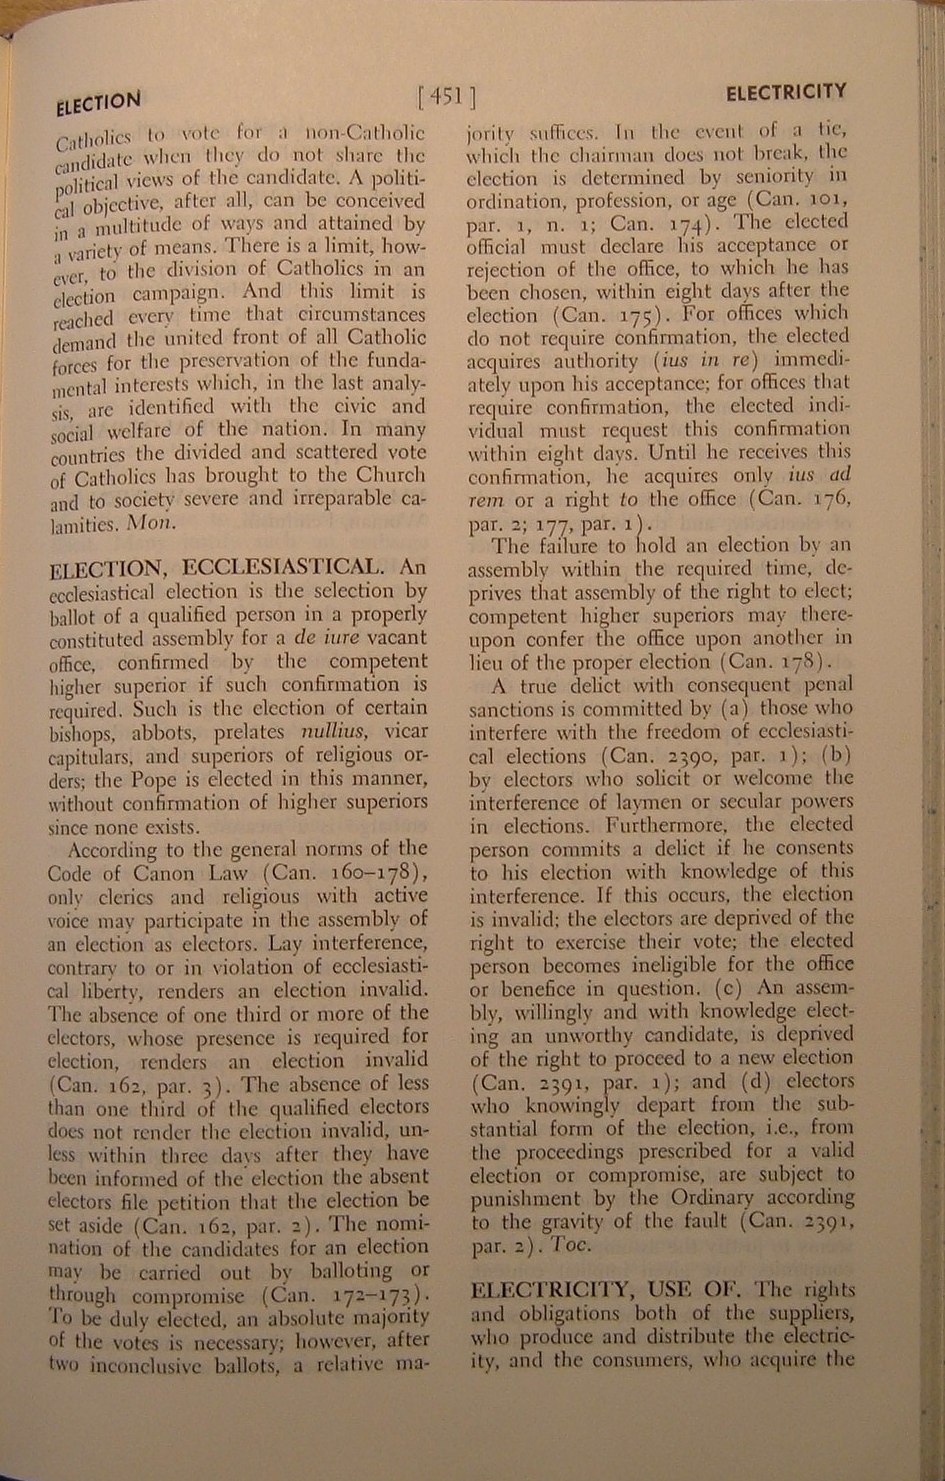 ELECTION
[ 451 ]
ELECTRICITY
Catholics to vote for a non-Catholic
candidate when they do not share the
political views of the candidate. A politi-
cal objective, after all, can be conceived
in a multitude of ways and attained by
a variety of means. There is a limit, how-
ever, to the division of Catholics in an
election campaign. And this limit is
reached every time that circumstances
demand the united front of all Catholic
forces for the preservation of the funda-
mental interests which, in the last analy-
sis, are identified with the civic and
social welfare of the nation. In many
countries the divided and scattered vote
of Catholics has brought to the Church
and to society severe and irreparable ca-
lamities. Mon.
ELECTION, ECCLESIASTICAL. An
ecclesiastical election is the selection by
ballot of a qualified person in a properly
constituted assembly for a de iure vacant
office, confirmed by the competent
higher superior if such confirmation is
required. Such is the election of certain
bishops, abbots, prelates nullius, vicar
capitulars, and superiors of religious or-
ders; the Pope is elected in this manner,
without confirmation of higher superiors
since none exists.
According to the general norms of the
Code of Canon Law (Can. 160–178),
only clerics and religious with active
voice may participate in the assembly of
an election as electors. Lay interference,
contrary to or in violation of ecclesiasti-
cal liberty, renders an election invalid.
The absence of one third or more of the
electors, whose presence is required for
election, renders an election invalid
(Can. 162, par. 3). The absence of less
than one third of the qualified electors
does not render the election invalid, un-
less within three days after they have
been informed of the election the absent
electors file petition that the election be
set aside (Can. 162, par. 2). The nomi-
nation of the candidates for an election
may be carried out by balloting or
through compromise (Can. 172–173).
To be duly elected, an absolute majority
of the votes is necessary; however, after
two inconclusive ballots, a relative ma-
jority suffices. In the event of a tie,
which the chairman does not break, the
election is determined by seniority in
ordination, profession, or age (Can. 101,
par. 1, n. 1; Can. 174). The elected
official must declare his acceptance or
rejection of the office, to which he has
been chosen, within eight days after the
election (Can. 175). For offices which
do not require confirmation, the elected
acquires authority (ius in re) immedi-
ately upon his acceptance; for offices that
require confirmation, the elected indi-
vidual must request this confirmation
within eight days. Until he receives this
confirmation, he acquires only ius ad
rem or a right to the office (Can. 176,
par. 2; 177, par. 1).
The failure to hold an election by an
assembly within the required time, de-
prives that assembly of the right to elect;
competent higher superiors may there-
upon confer the office upon another in
lieu of the proper election (Can. 178).
A true delict with consequent penal
sanctions is committed by (a) those who
interfere with the freedom of ecclesiasti-
cal elections (Can. 2390, par. 1); (b)
by electors who solicit or welcome the
interference of laymen or secular powers
in elections. Furthermore, the elected
person commits a delict if he consents
to his election with knowledge of this
interference. If this occurs, the election
is invalid; the electors are deprived of the
right to exercise their vote; the elected
person becomes ineligible for the office
or benefice in question. (c) An assem-
bly, willingly and with knowledge elect-
ing an unworthy candidate, is deprived
of the right to proceed to a new election
(Can. 2391, par. 1); and (d) electors
who knowingly depart from the sub-
stantial form of the election, i.e., from
the proceedings prescribed for a valid
election or compromise, are subject to
punishment by the Ordinary according
to the gravity of the fault (Can. 2391,
par. 2). Toc.
ELECTRICITY, USE OF. The rights
and obligations both of the suppliers,
who produce and distribute the electric-
ity, and the consumers, who acquire the